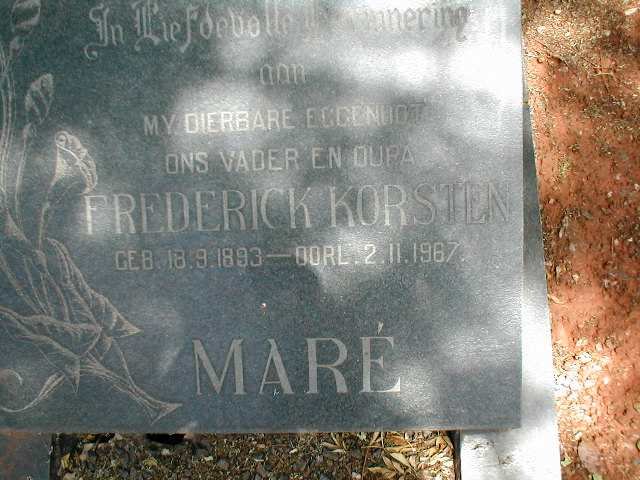 In Liefdevolle Herinnering
aan
MY DIERBARE EGGENOOT
ONS VADER EN OUPA
FREDERICK KORSTEN
GEB. 18.9.1893 — OORL. 2.11.1967.
MARÉ